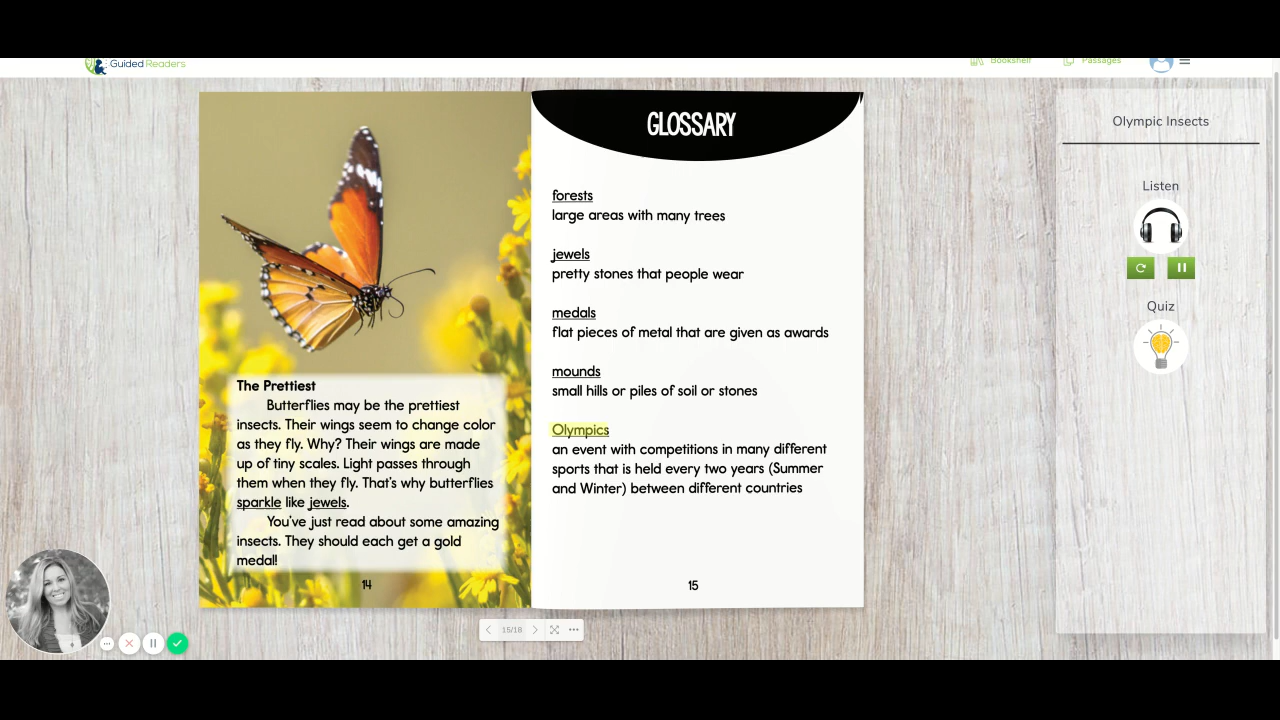 Guided Readers
Bookshelf
Passages
The Prettiest
Butterflies may be the prettiest
insects. Their wings seem to change color
as they fly. Why? Their wings are made
up of tiny scales. Light passes through
them when they fly. That's why butterflies
sparkle like jewels.
You've just read about some amazing
insects. They should each get a gold
medal!
14
GLOSSARY
forests
large areas with many trees
jewels
pretty stones that people wear
medals
flat pieces of metal that are given as awards
mounds
small hills or piles of soil or stones
Olympics
an event with competitions in many different
sports that is held every two years (Summer
and Winter) between different countries
15
15/18
Olympic Insects
Listen
Quiz